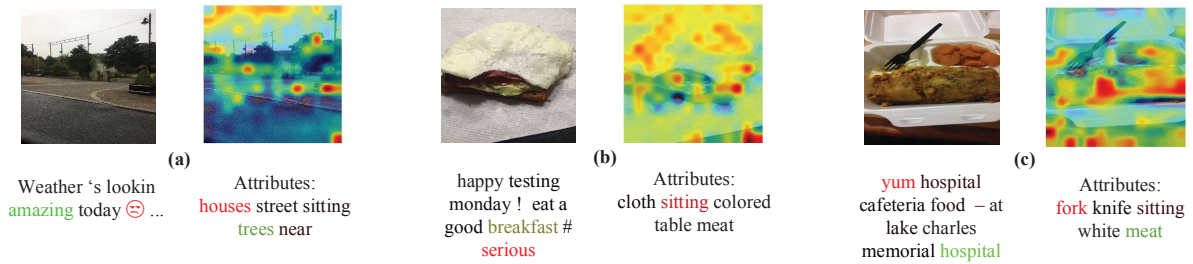 (a)
Weather ‘s lookin
amazing today 😒 ...
Attributes:
houses street sitting
trees near
(b)
happy testing
monday ! eat a
good breakfast #
serious
Attributes:
cloth sitting colored
table meat
(c)
yum hospital
cafeteria food – at
lake charles
memorial hospital
Attributes:
fork knife sitting
white meat